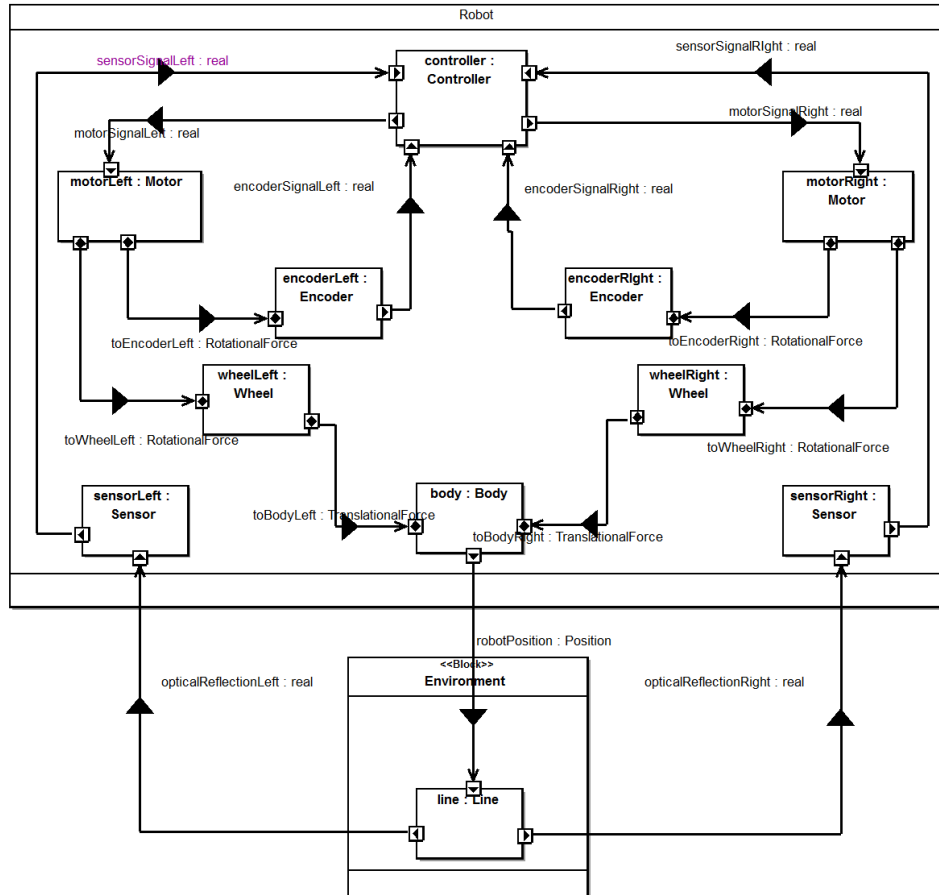 Robot
sensorSignalLeft : real
sensorSignalRIght : real
controller :
Controller
motorSignalLeft : real
motorSignalRight : real
motorLeft : Motor
encoderSignalLeft : real
encoderSignalRight : real
motorRight :
Motor
encoderLeft :
Encoder
encoderRIght :
Encoder
toEncoderLeft : RotationalForce
toEncoderRight : RotationalForce
wheelLeft :
Wheel
wheelRight :
Wheel
toWheelLeft : RotationalForce
toWheelRight : RotationalForce
sensorLeft :
Sensor
body : Body
sensorRight :
Sensor
toBodyLeft : TranslationalForce
toBodyRight : TranslationalForce
robotPosition : Position
<<Block>>
Environment
opticalReflectionLeft : real
opticalReflectionRight : real
line : Line